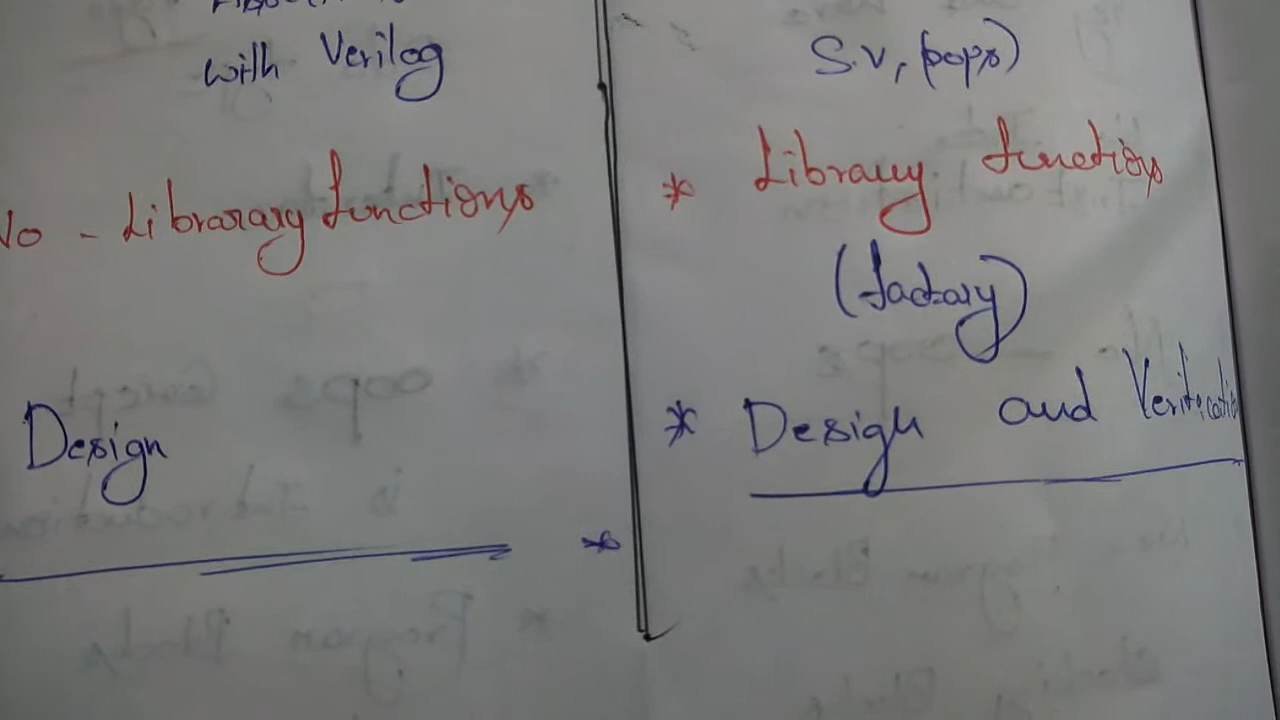 with Verilog
No - Librarary functions
Design
S.V, (oops)
* Library functions
(factory)
* Design and Verification
*